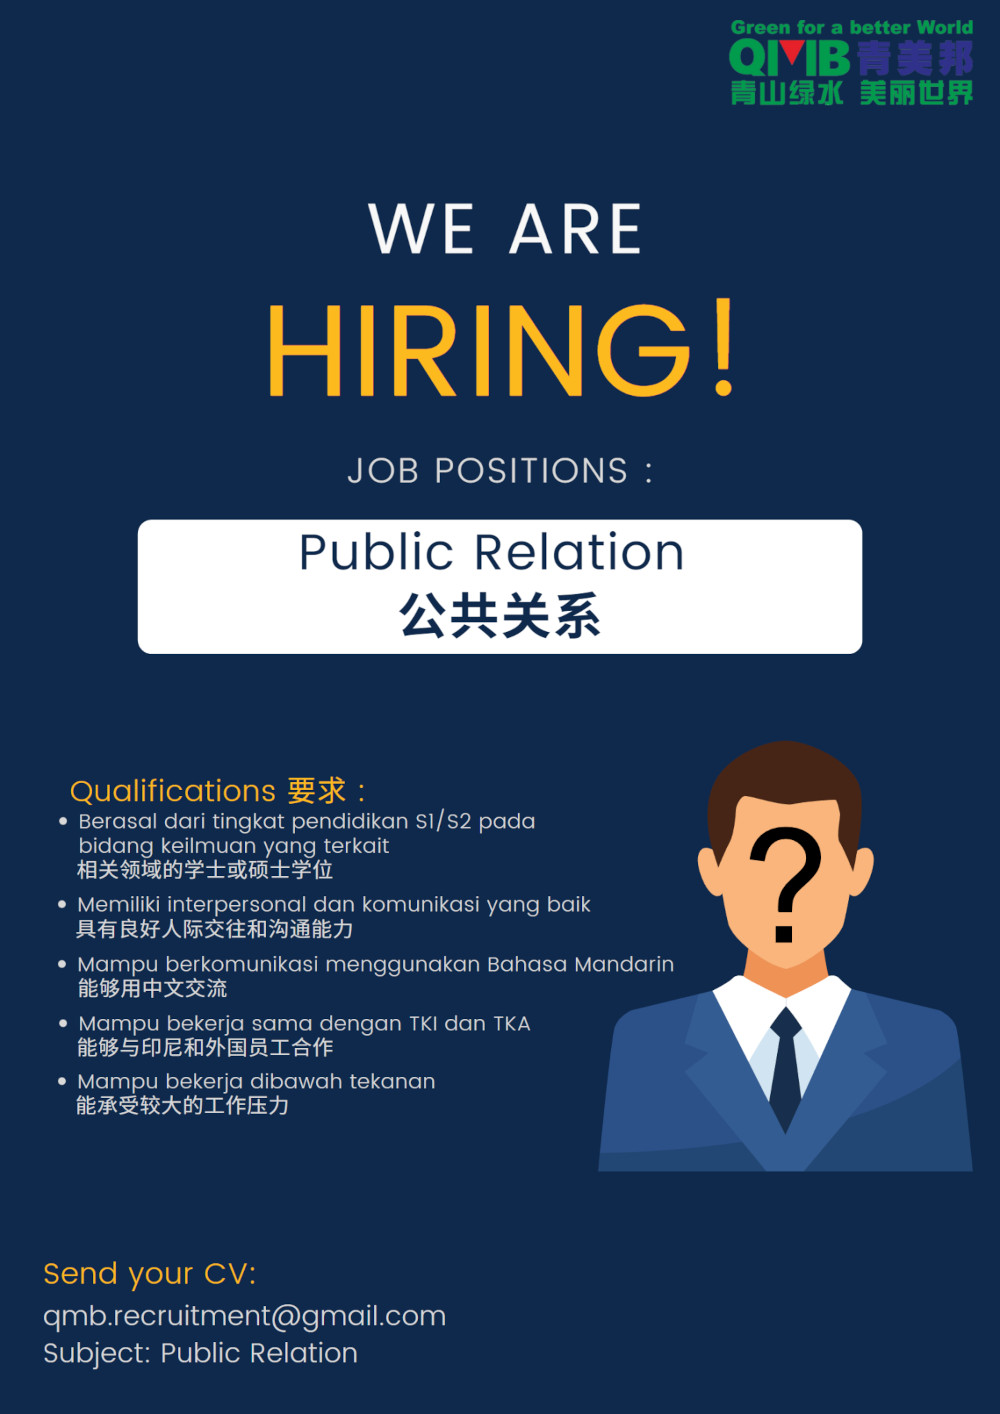 Green for a better World
QMB 青美邦
青山绿水 美丽世界
WE ARE
HIRING!
JOB POSITIONS :
Public Relation
公共关系
Qualifications 要求 :
• Berasal dari tingkat pendidikan S1/S2 pada
bidang keilmuan yang terkait
相关领域的学士或硕士学位
• Memiliki interpersonal dan komunikasi yang baik
具有良好人际交往和沟通能力
• Mampu berkomunikasi menggunakan Bahasa Mandarin
能够用中文交流
• Mampu bekerja sama dengan TKI dan TKA
能够与印尼和外国员工合作
• Mampu bekerja dibawah tekanan
能承受较大的工作压力
?
Send your CV:
qmb.recruitment@gmail.com
Subject: Public Relation